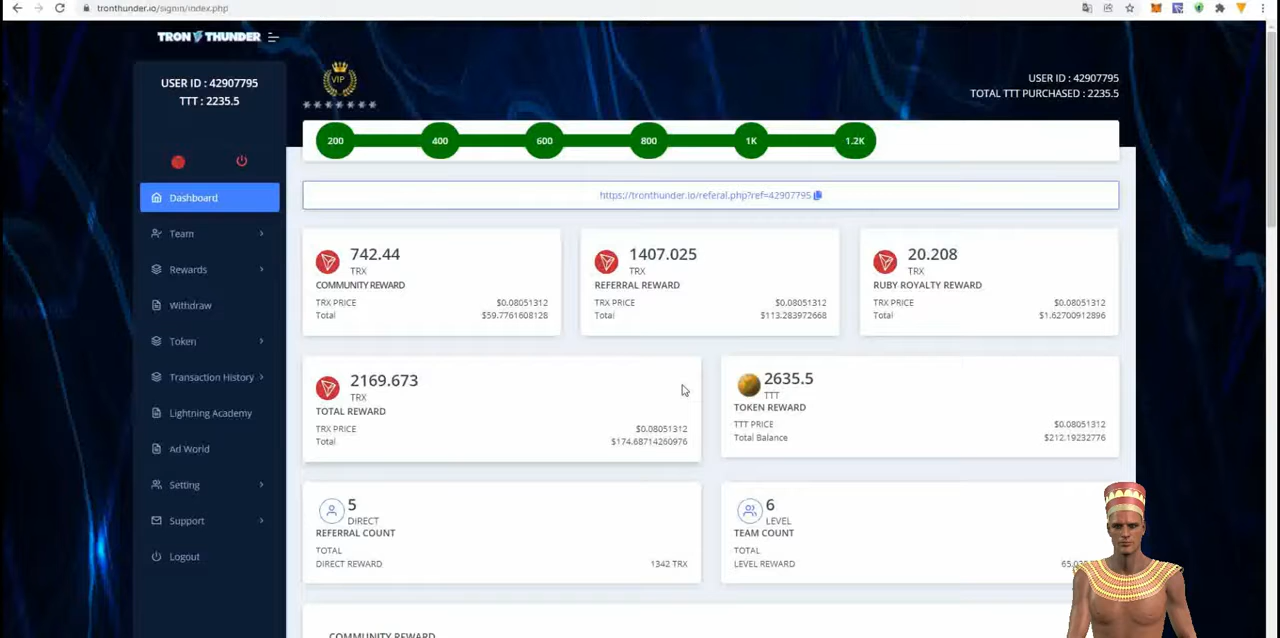 tronthunder.io/signin/index.php
TRON THUNDER
USER ID : 42907795
TTT : 2235.5
VIP
USER ID : 42907795
TOTAL TTT PURCHASED : 2235.5
200 400 600 800 1K 1.2K
https://tronthunder.io/referal.php?ref=42907795
Dashboard
Team
Rewards
Withdraw
Token
Transaction History
Lightning Academy
Ad World
Setting
Support
Logout
742.44
TRX
COMMUNITY REWARD
TRX PRICE $0.08051312
Total $59.7761608128
1407.025
TRX
REFERRAL REWARD
TRX PRICE $0.08051312
Total $113.283972668
20.208
TRX
RUBY ROYALTY REWARD
TRX PRICE $0.08051312
Total $1.62700912896
2169.673
TRX
TOTAL REWARD
TRX PRICE $0.08051312
Total $174.68714260976
2635.5
TTT
TOKEN REWARD
TTT PRICE $0.08051312
Total Balance $212.19232776
5
DIRECT
REFERRAL COUNT
TOTAL
DIRECT REWARD 1342 TRX
6
LEVEL
TEAM COUNT
TOTAL
LEVEL REWARD
COMMUNITY REWARD